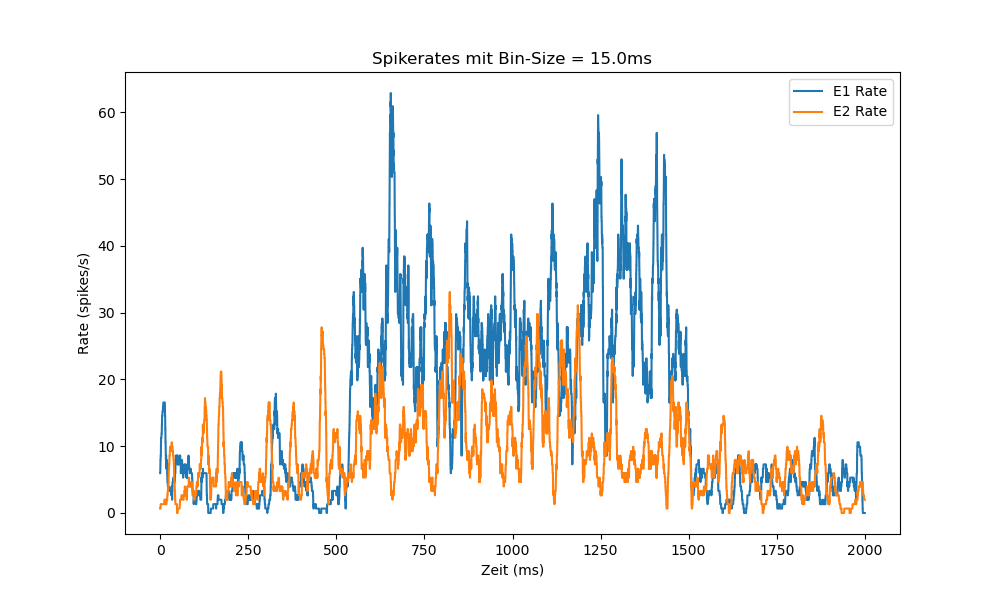 Spikerates mit Bin-Size = 15.0ms
E1 Rate
E2 Rate
Rate (spikes/s)
60
50
40
30
20
10
0
0 250 500 750 1000 1250 1500 1750 2000
Zeit (ms)